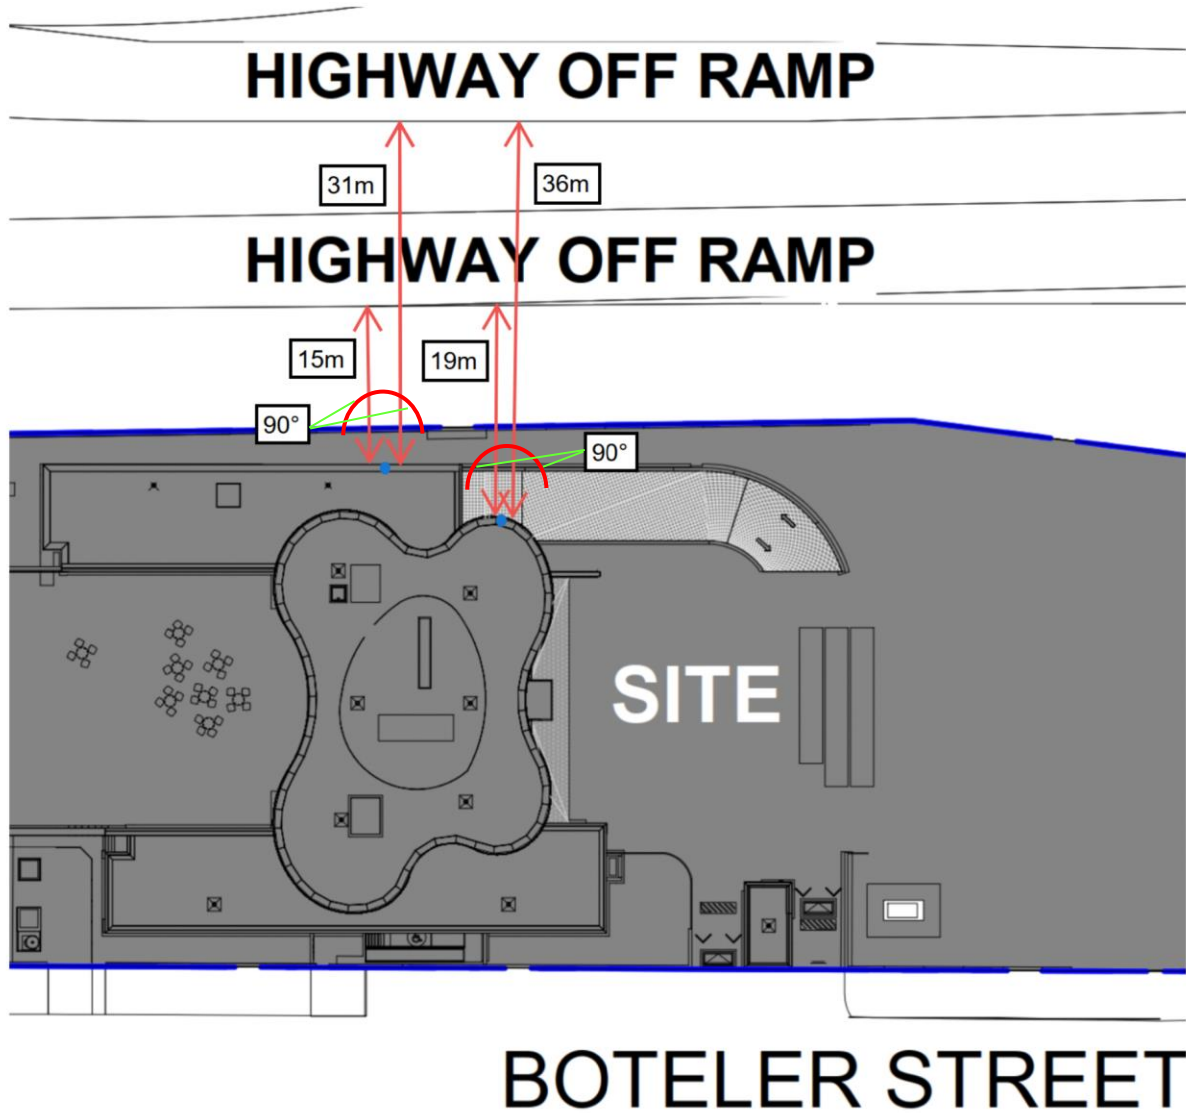 HIGHWAY OFF RAMP
31m
36m
HIGHWAY OFF RAMP
15m
19m
90°
90°
SITE
BOTELER STREET